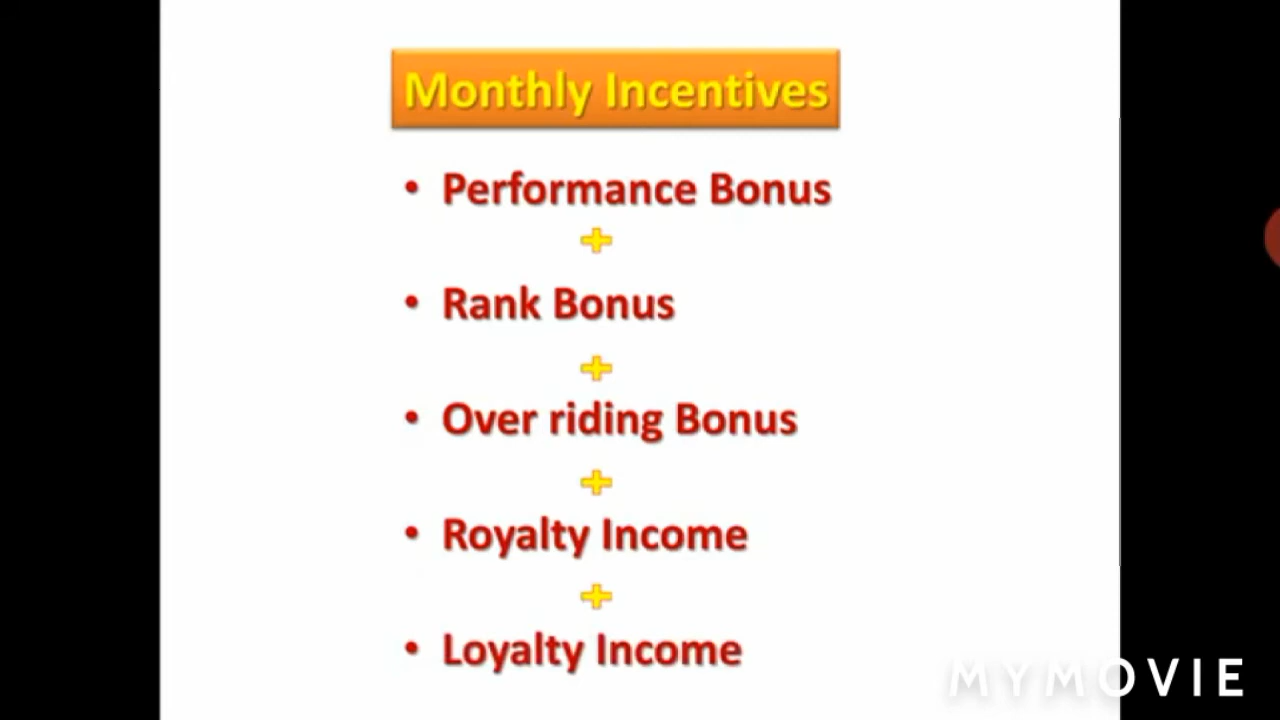 Monthly Incentives
• Performance Bonus
+
• Rank Bonus
+
• Over riding Bonus
+
• Royalty Income
+
• Loyalty Income
MYMOVIE